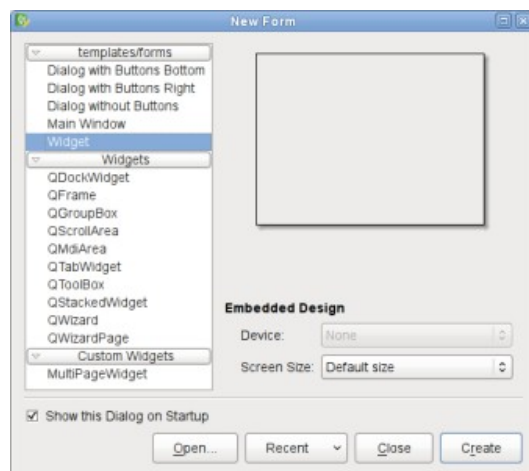 New Form
templates/forms
Dialog with Buttons Bottom
Dialog with Buttons Right
Dialog without Buttons
Main Window
Widget
Widgets
QDockWidget
QFrame
QGroupBox
QScrollArea
QMdiArea
QTabWidget
QToolBox
QStackedWidget
QWizard
QWizardPage
Custom Widgets
MultiPageWidget
Embedded Design
Device: None
Screen Size: Default size
Show this Dialog on Startup
Open... Recent Close Create